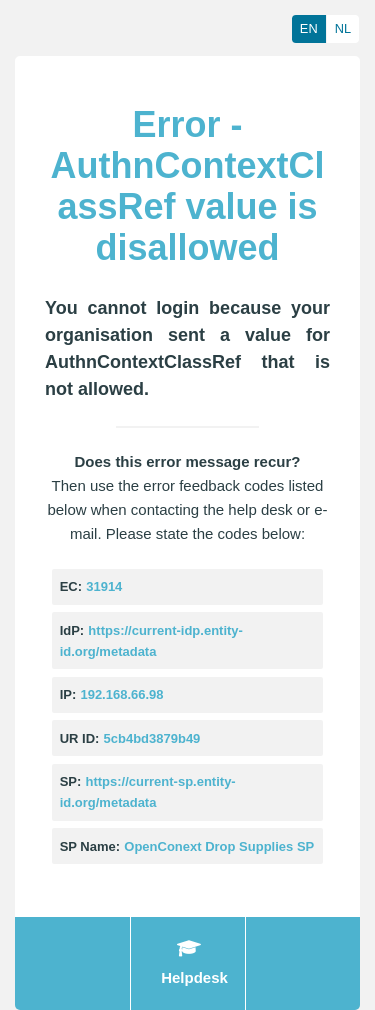 EN NL
Error -
AuthnContextCl
assRef value is
disallowed
You cannot login because your
organisation sent a value for
AuthnContextClassRef that is
not allowed.
Does this error message recur?
Then use the error feedback codes listed
below when contacting the help desk or e-
mail. Please state the codes below:
EC: 31914
IdP: https://current-idp.entity-
id.org/metadata
IP: 192.168.66.98
UR ID: 5cb4bd3879b49
SP: https://current-sp.entity-
id.org/metadata
SP Name: OpenConext Drop Supplies SP
Helpdesk